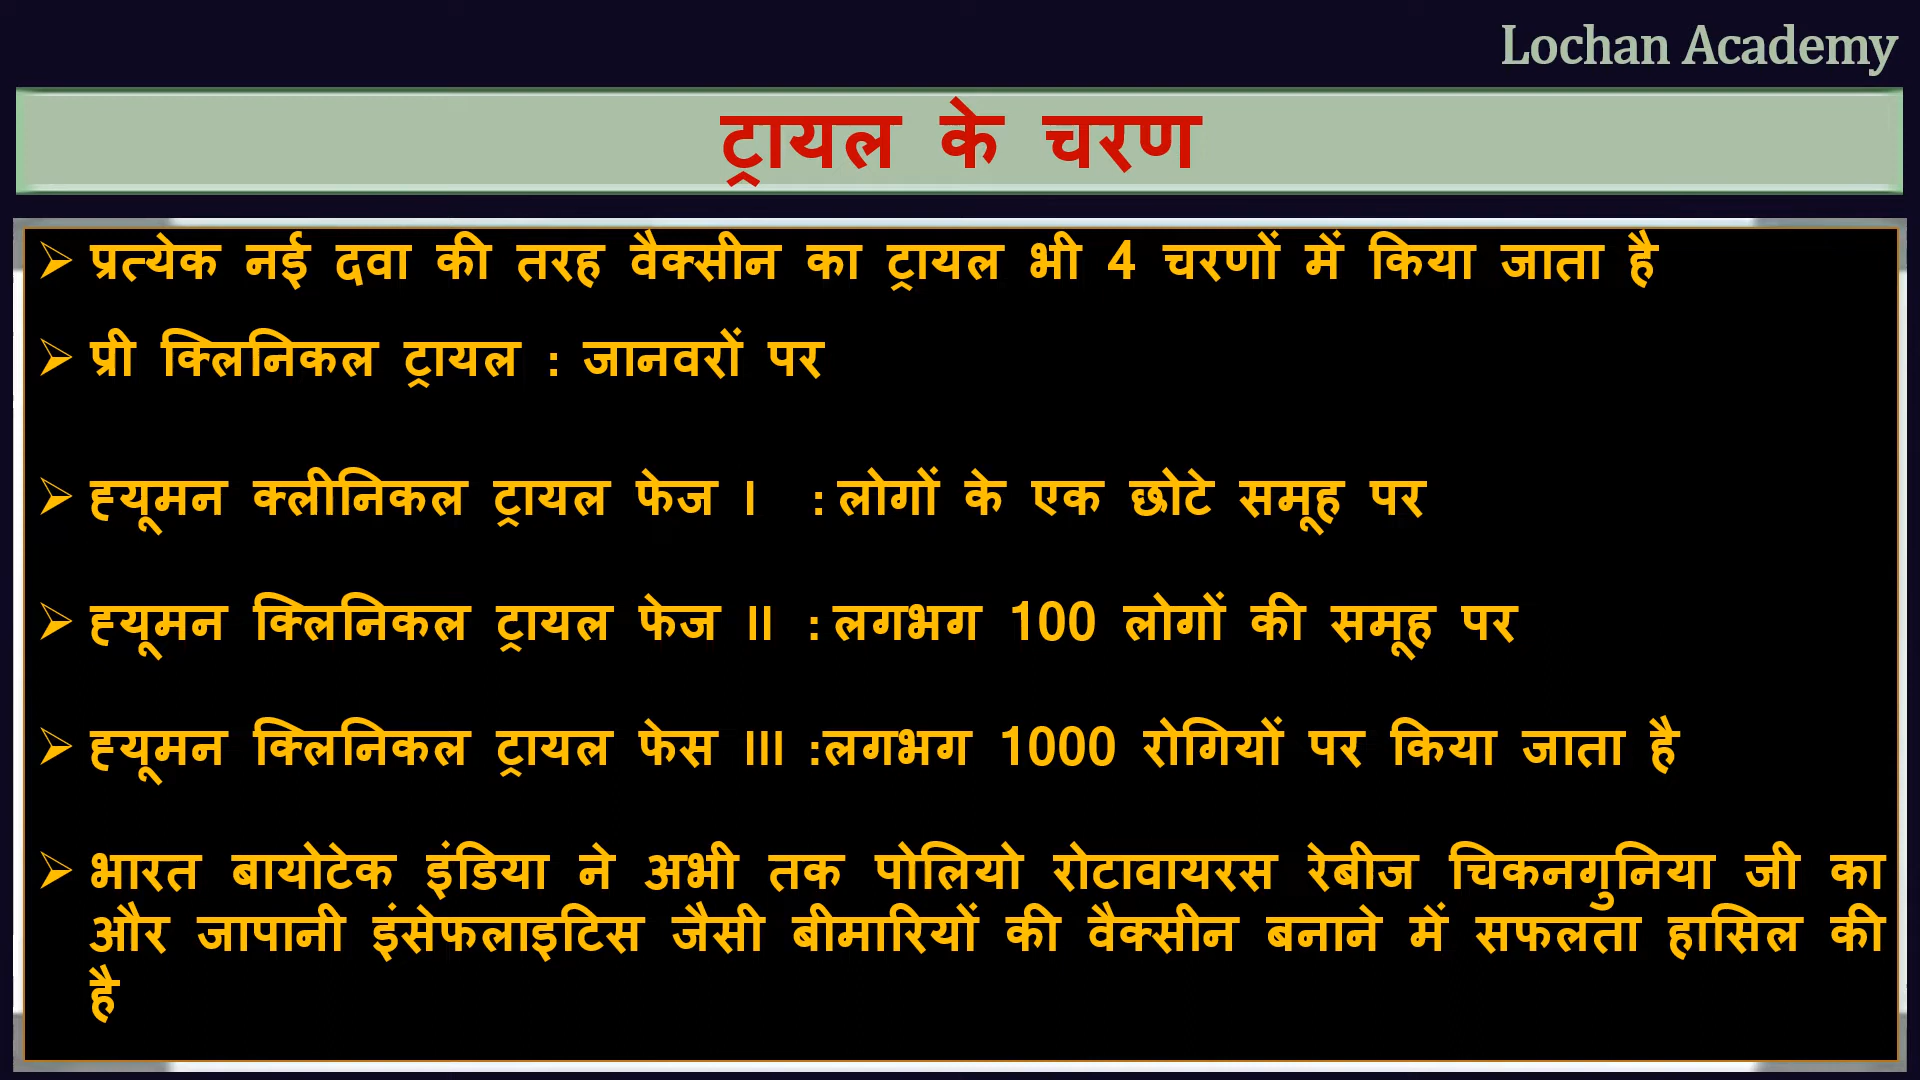 Lochan Academy
ट्रायल के चरण
➢ प्रत्येक नई दवा की तरह वैक्सीन का ट्रायल भी 4 चरणों में किया जाता है
➢ प्री क्लिनिकल ट्रायल : जानवरों पर
➢ ह्यूमन क्लीनिकल ट्रायल फेज I : लोगों के एक छोटे समूह पर
➢ ह्यूमन क्लिनिकल ट्रायल फेज II : लगभग 100 लोगों की समूह पर
➢ ह्यूमन क्लिनिकल ट्रायल फेस III :लगभग 1000 रोगियों पर किया जाता है
➢ भारत बायोटेक इंडिया ने अभी तक पोलियो रोटावायरस रेबीज चिकनगुनिया जी का
और जापानी इंसेफलाइटिस जैसी बीमारियों की वैक्सीन बनाने में सफलता हासिल की
है